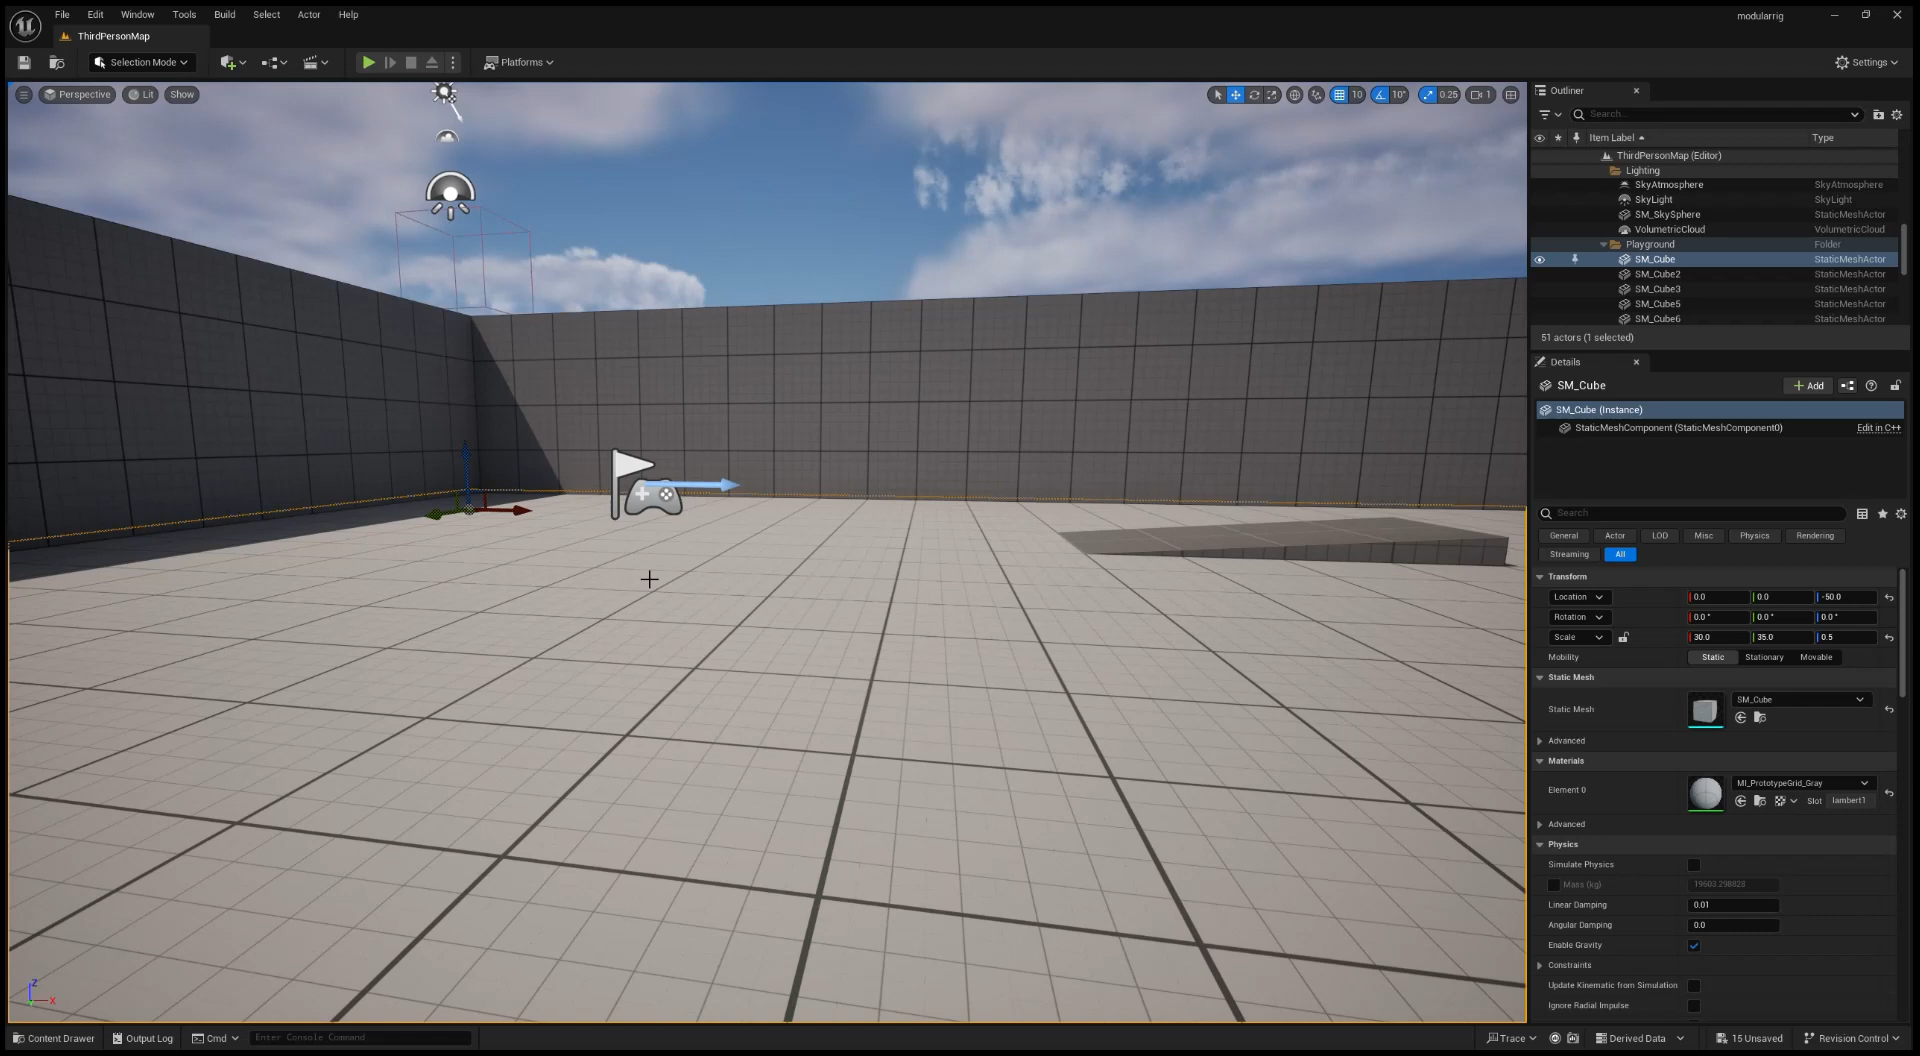 File Edit Window Tools Build Select Actor Help
modularrig
ThirdPersonMap
Selection Mode
Platforms
Settings
Perspective Lit Show
10 10° 0.25 1
Outliner
Search...
Item Label Type
ThirdPersonMap (Editor)
Lighting
SkyAtmosphere SkyAtmosphere
SkyLight SkyLight
SM_SkySphere StaticMeshActor
VolumetricCloud VolumetricCloud
Playground Folder
SM_Cube StaticMeshActor
SM_Cube2 StaticMeshActor
SM_Cube3 StaticMeshActor
SM_Cube5 StaticMeshActor
SM_Cube6 StaticMeshActor
51 actors (1 selected)
Details
SM_Cube
Add
SM_Cube (Instance)
StaticMeshComponent (StaticMeshComponent0) Edit in C++
Search
General Actor LOD Misc Physics Rendering
Streaming All
Transform
Location 0.0 0.0 -50.0
Rotation 0.0 ° 0.0 ° 0.0 °
Scale 30.0 35.0 0.5
Mobility Static Stationary Movable
Static Mesh
SM_Cube
Static Mesh
Advanced
Materials
MI_PrototypeGrid_Gray
Element 0
Slot lambert1
Advanced
Physics
Simulate Physics
Mass (kg) 19603.298828
Linear Damping 0.01
Angular Damping 0.0
Enable Gravity
Constraints
Update Kinematic from Simulation
Ignore Radial Impulse
Z
X
Content Drawer Output Log Cmd Enter Console Command
Trace Derived Data 15 Unsaved Revision Control